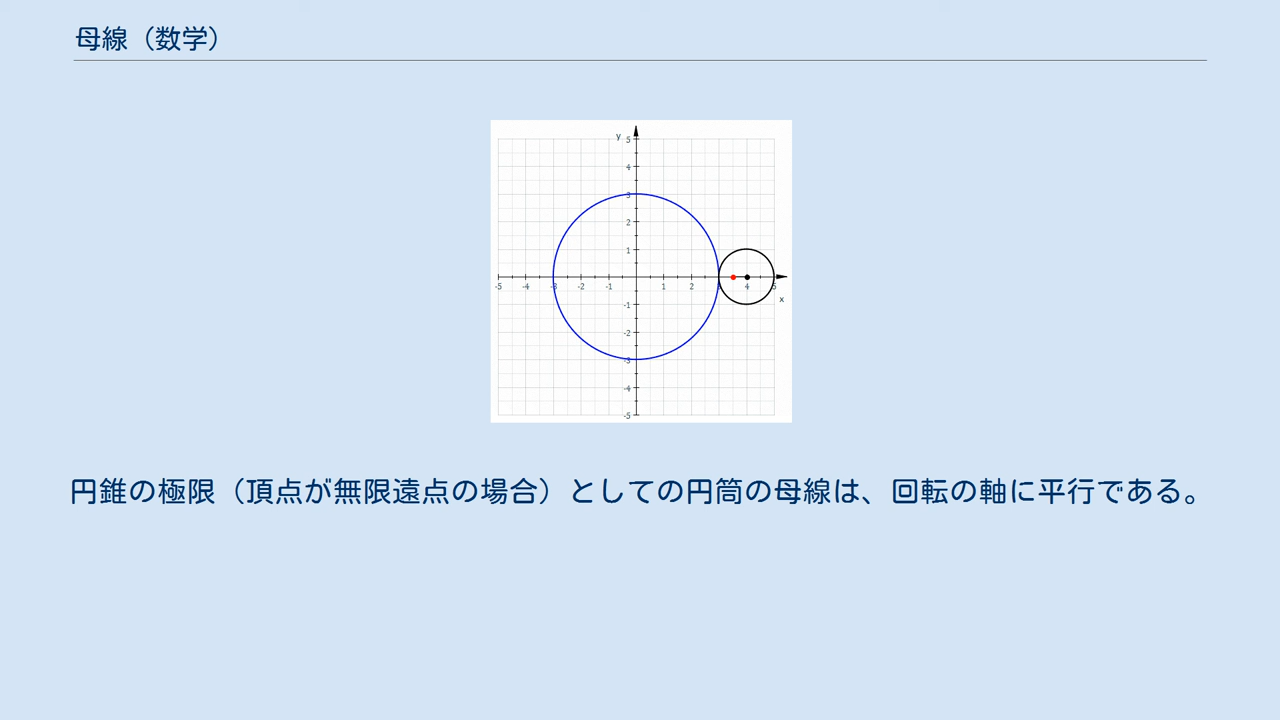 母線（数学）
y
5
4
3
2
1
-5 -3 -2 -1 1 2 4 5
x
-1
-2
-3
-4
-5
円錐の極限（頂点が無限遠点の場合）としての円筒の母線は、回転の軸に平行である。